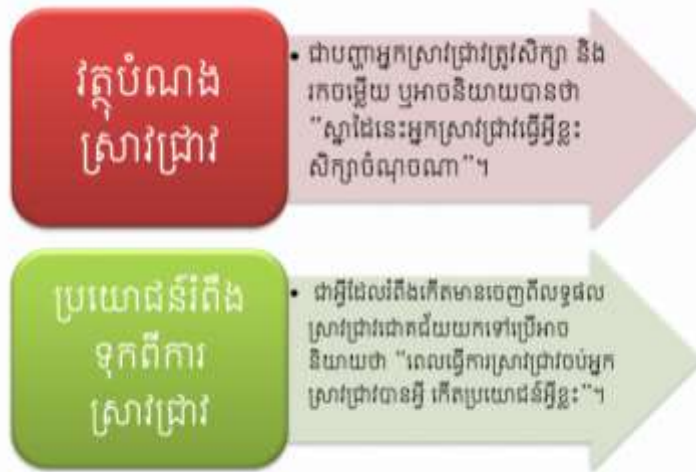 វត្ថុបំណង
ស្រាវជ្រាវ
• ជាបញ្ហាអ្នកស្រាវជ្រាវត្រូវសិក្សា និង
រកចម្លើយ ឬអាចនិយាយបានថា
"ស្នាដៃនេះអ្នកស្រាវជ្រាវធ្វើអ្វីខ្លះ
សិក្សាចំណុចណា"។
ប្រយោជន៍រំពឹង
ទុកពីការ
ស្រាវជ្រាវ
• ជាអ្វីដែលរំពឹងកើតមានចេញពីលទ្ធផល
ស្រាវជ្រាវជោគជ័យយកទៅប្រើអាច
និយាយថា "ពេលធ្វើការស្រាវជ្រាវចប់អ្នក
ស្រាវជ្រាវបានអ្វី កើតប្រយោជន៍អ្វីខ្លះ"។